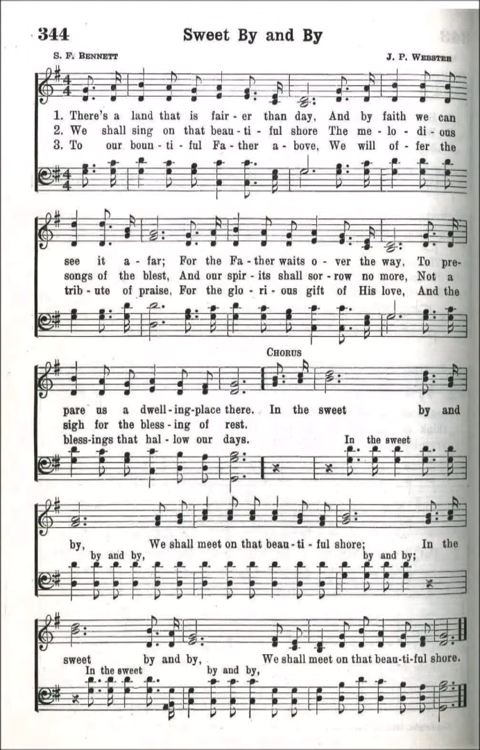 344 Sweet By and By
S. F. BENNETT J. P. WEBSTER
1. There's a land that is fair - er than day, And by faith we can
2. We shall sing on that beau - ti - ful shore The me - lo - di - ous
3. To our boun - ti - ful Fa - ther a - bove, We will of - fer the
see it a - far; For the Fa - ther waits o - ver the way, To pre-
songs of the blest, And our spir - its shall sor - row no more, Not a
trib - ute of praise, For the glo - ri - ous gift of His love, And the
CHORUS
pare us a dwell - ing-place there. In the sweet by and
sigh for the bless - ing of rest.
bless-ings that hal - low our days. In the sweet
by, We shall meet on that beau - ti - ful shore; In the
by and by, by and by;
sweet by and by, We shall meet on that beau-ti-ful shore.
In the sweet by and by,